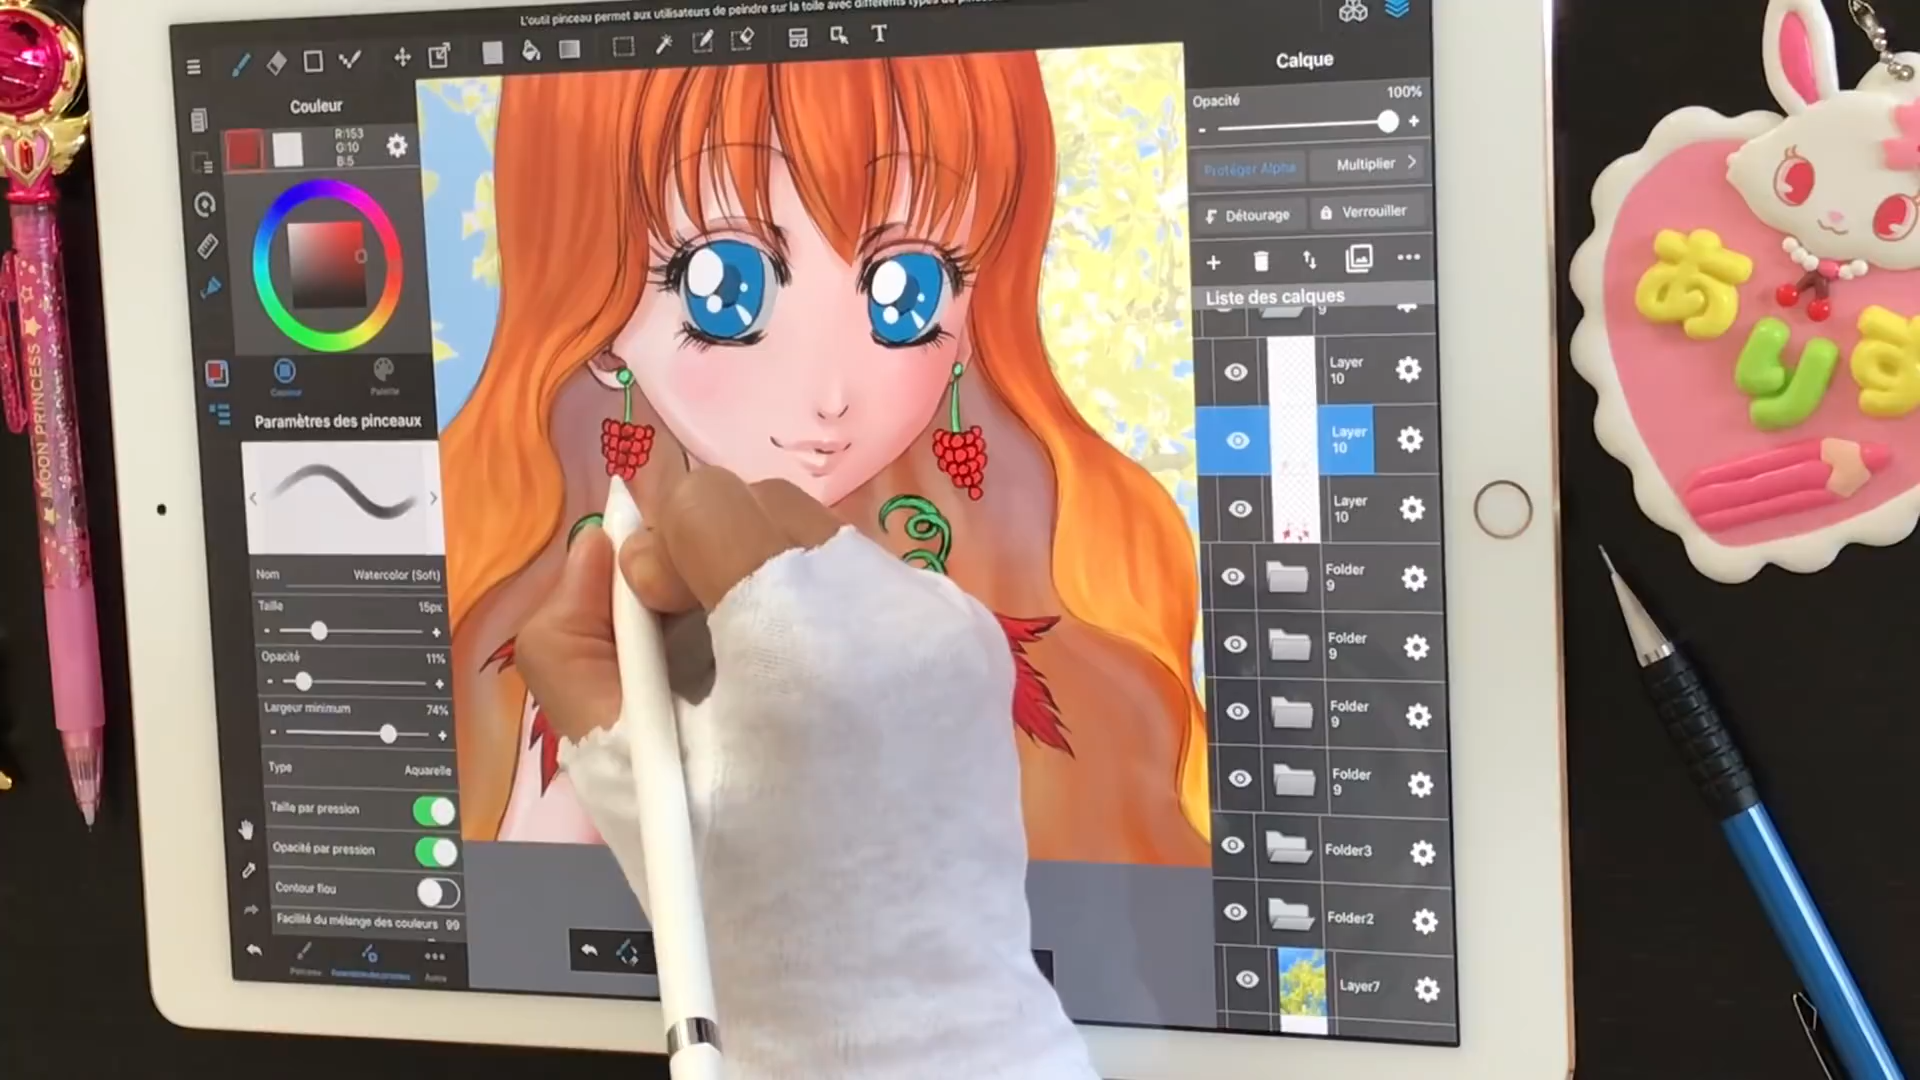 L'outil pinceau permet aux utilisateurs de peindre sur la toile avec différents types de
T
Couleur
R:153
G:10
B:5
Couleur
Palette
Paramètres des pinceaux
Nom Watercolor (Soft)
Taille 15px
- +
Opacité 11%
- +
Largeur minimum 74%
- +
Type Aquarelle
Taille par pression
Opacité par pression
Contour flou
Facilité du mélange des couleurs 99
Calque
Opacité 100%
- +
Protéger Alpha
Multiplier >
Détourage
Verrouiller
Liste des calques
9
Layer
10
Layer
10
Layer
10
Folder
9
Folder
9
Folder
9
Folder
9
Folder3
Folder2
Layer7
MOON PRINCESS
あ
り